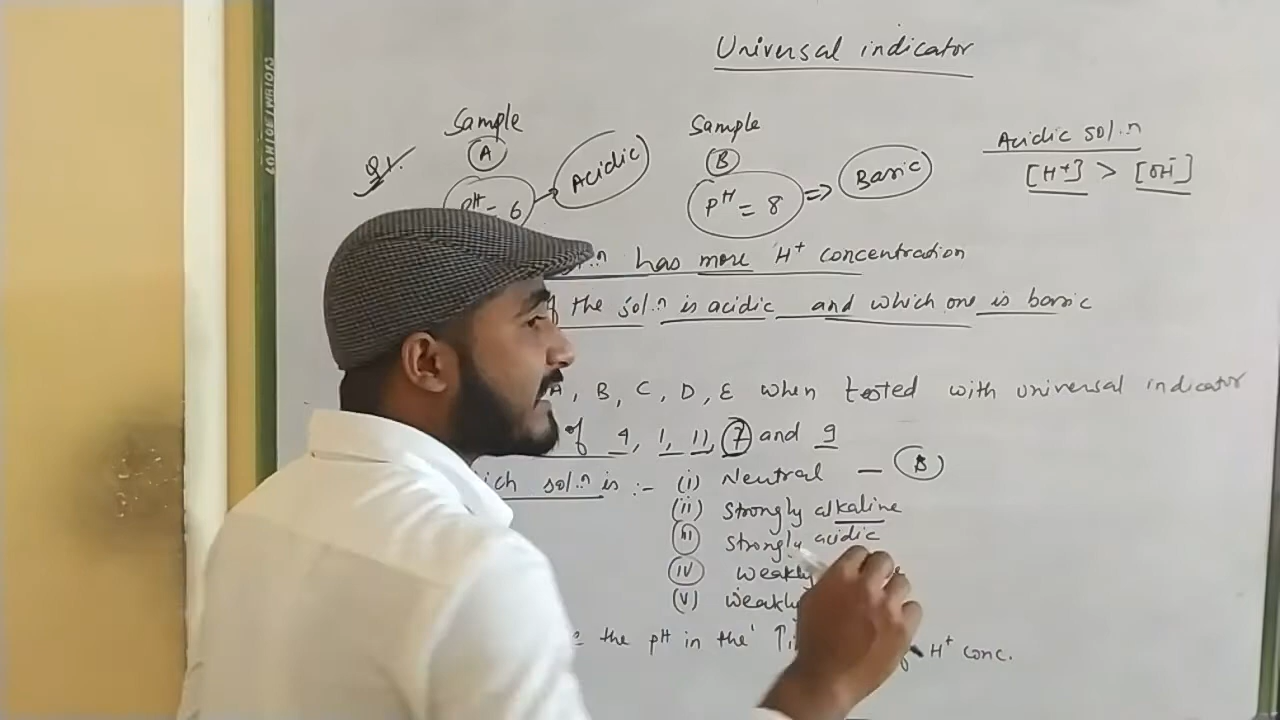 Universal indicator
Sample
A
pH = 6
Acidic
Sample
B
pH = 8
=> Basic
Acidic sol.n
[H+] > [OH-]
Q1.
has more H+ concentration
the sol.n is acidic and which one is basic
A, B, C, D, E when tested with universal indicator
of 4, 1, 11, 7 and 9
sol.n is :- (i) Neutral - B
(ii) Strongly alkaline
(iii) Strongly acidic
(iv) weakly
(v) weakly
the pH in the ↑
H+ conc.